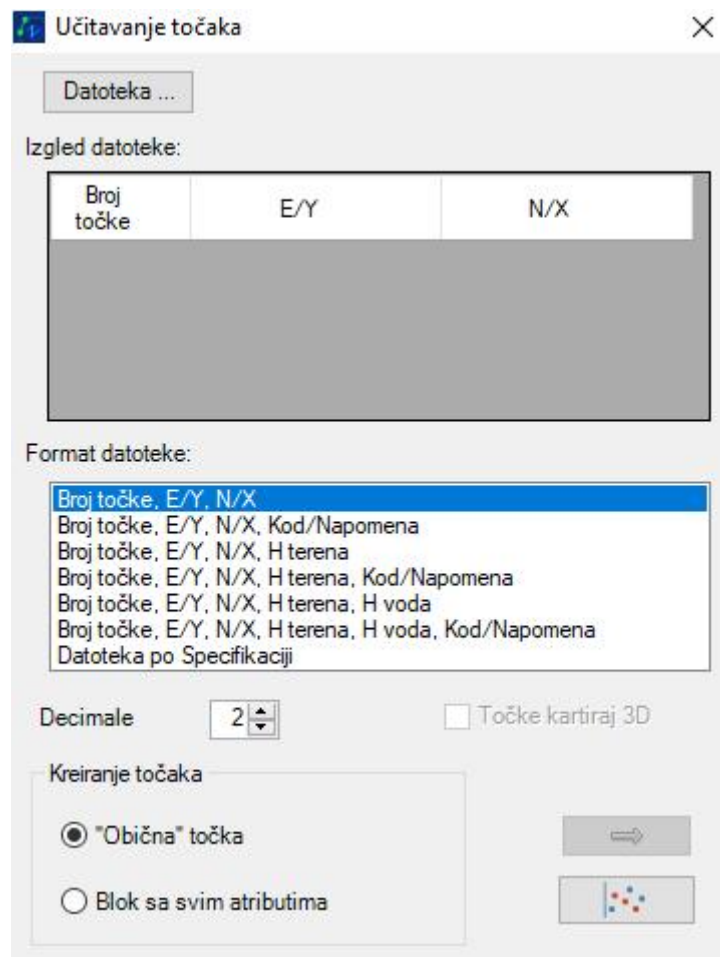 Učitavanje točaka
Datoteka ...
Izgled datoteke:
Broj točke E/Y N/X
Format datoteke:
Broj točke, E/Y, N/X
Broj točke, E/Y, N/X, Kod/Napomena
Broj točke, E/Y, N/X, H terena
Broj točke, E/Y, N/X, H terena, Kod/Napomena
Broj točke, E/Y, N/X, H terena, H voda
Broj točke, E/Y, N/X, H terena, H voda, Kod/Napomena
Datoteka po Specifikaciji
Decimale 2 Točke kartiraj 3D
Kreiranje točaka
"Obična" točka
Blok sa svim atributima